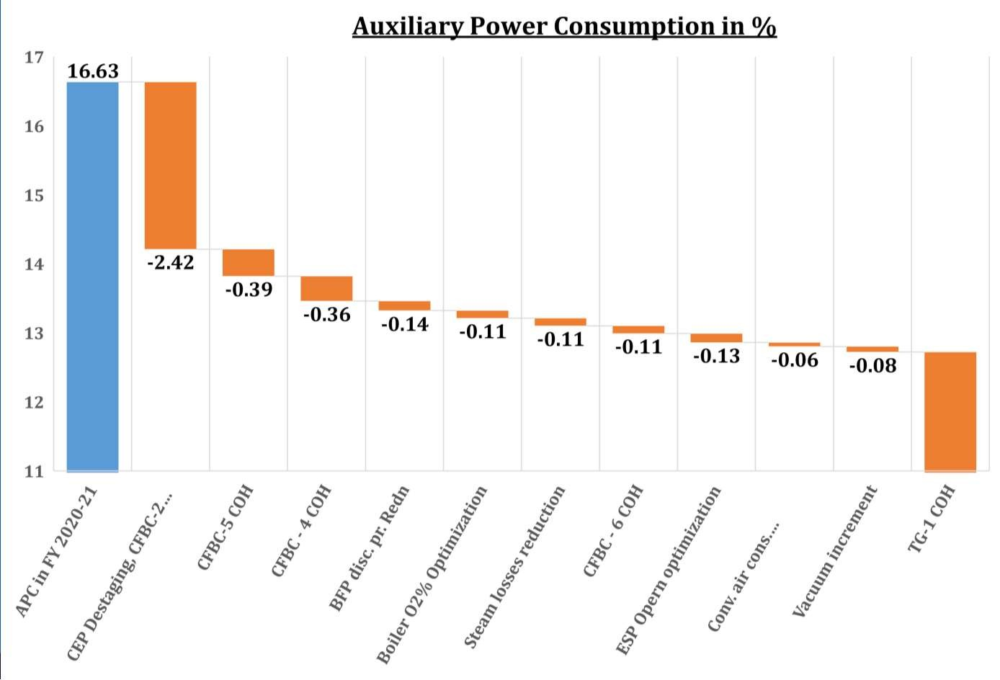 Auxiliary Power Consumption in %
17
16
15
14
13
12
11
16.63
-2.42
-0.39
-0.36
-0.14
-0.11
-0.11
-0.11
-0.13
-0.06
-0.08
APC in FY 2020-21
CEP Destaging, CFBC-2...
CFBC-5 COH
CFBC - 4 COH
BFP disc. pr. Redn
Boiler O2% Optimization
Steam losses reduction
CFBC - 6 COH
ESP Opern optimization
Conv. air cons....
Vacuum increment
TG-1 COH